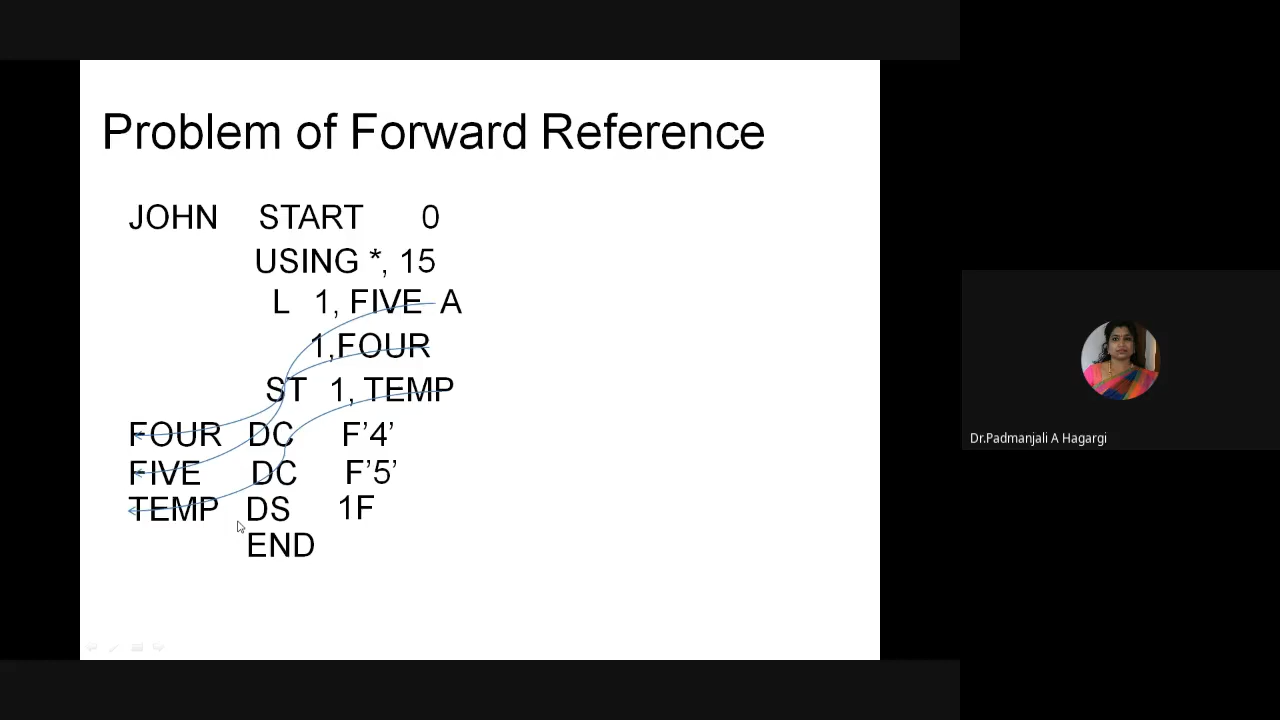 Problem of Forward Reference
JOHN START 0
USING *, 15
L 1, FIVE A
1,FOUR
ST 1, TEMP
FOUR DC F’4’
FIVE DC F’5’
TEMP DS 1F
END
Dr.Padmanjali A Hagargi